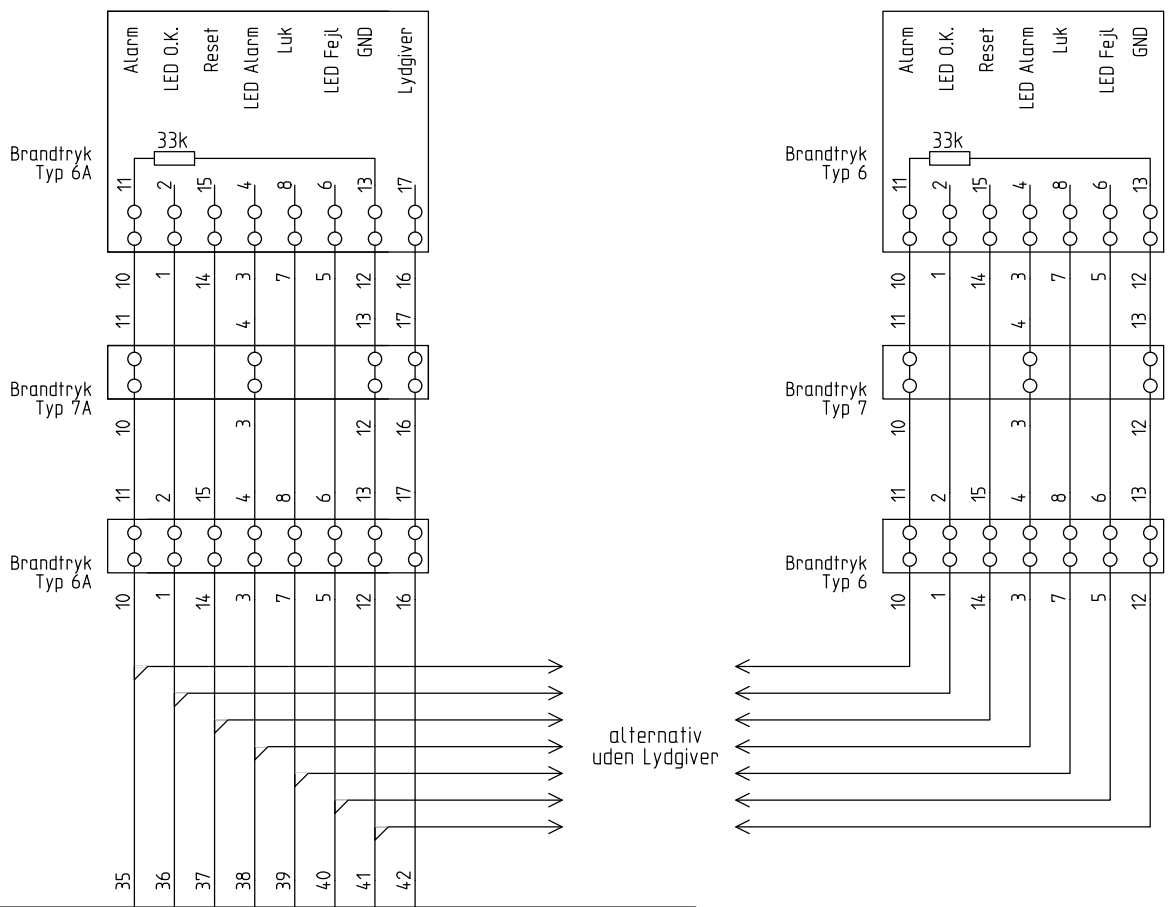 Alarm LED O.K. Reset LED Alarm Luk LED Fejl GND Lydgiver
33k
Brandtryk
Typ 6A
11 2 15 4 8 6 13 17
10 1 14 3 7 5 12 16
11 4 13 17
Brandtryk
Typ 7A
10 3 12 16
11 2 15 4 8 6 13 17
Brandtryk
Typ 6A
10 1 14 3 7 5 12 16
35 36 37 38 39 40 41 42
alternativ
uden Lydgiver
Alarm LED O.K. Reset LED Alarm Luk LED Fejl GND
33k
Brandtryk
Typ 6
11 2 15 4 8 6 13
10 1 14 3 7 5 12
11 4 13
Brandtryk
Typ 7
10 3 12
11 2 15 4 8 6 13
Brandtryk
Typ 6
10 1 14 3 7 5 12